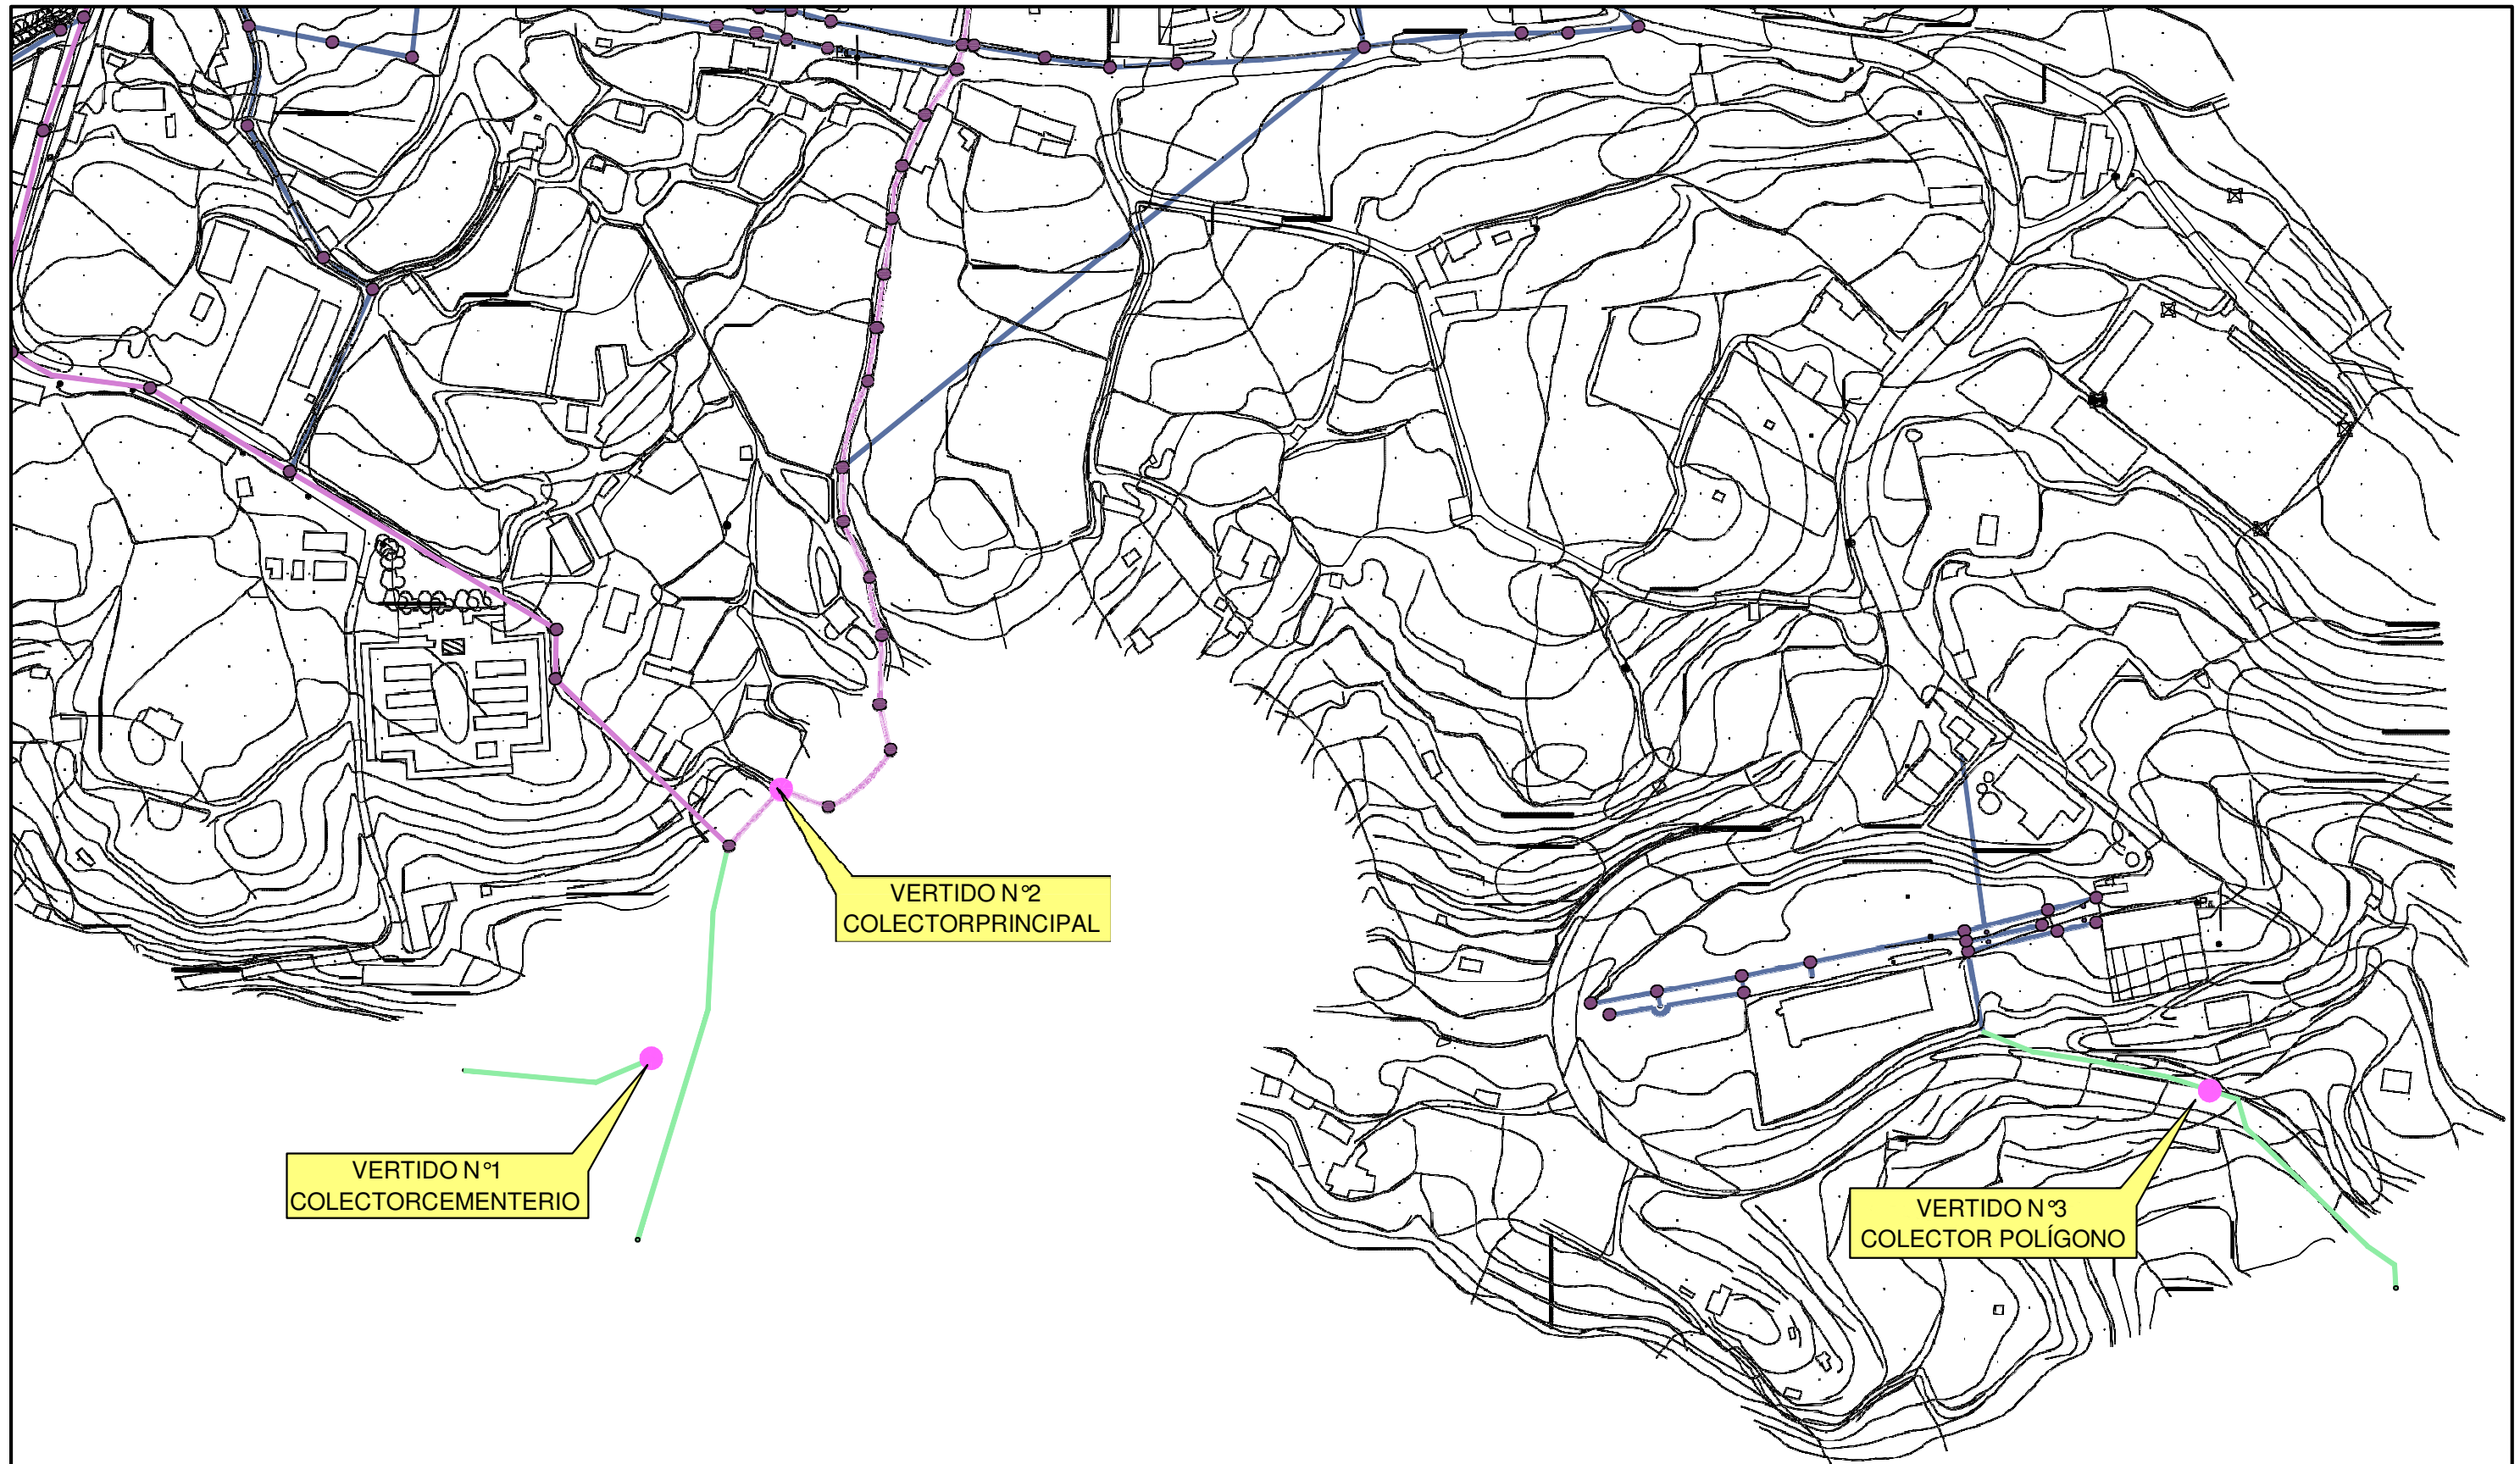 VERTIDO N°2
COLECTORPRINCIPAL
VERTIDO N°1
COLECTORCEMENTERIO
VERTIDO N°3
COLECTOR POLÍGONO